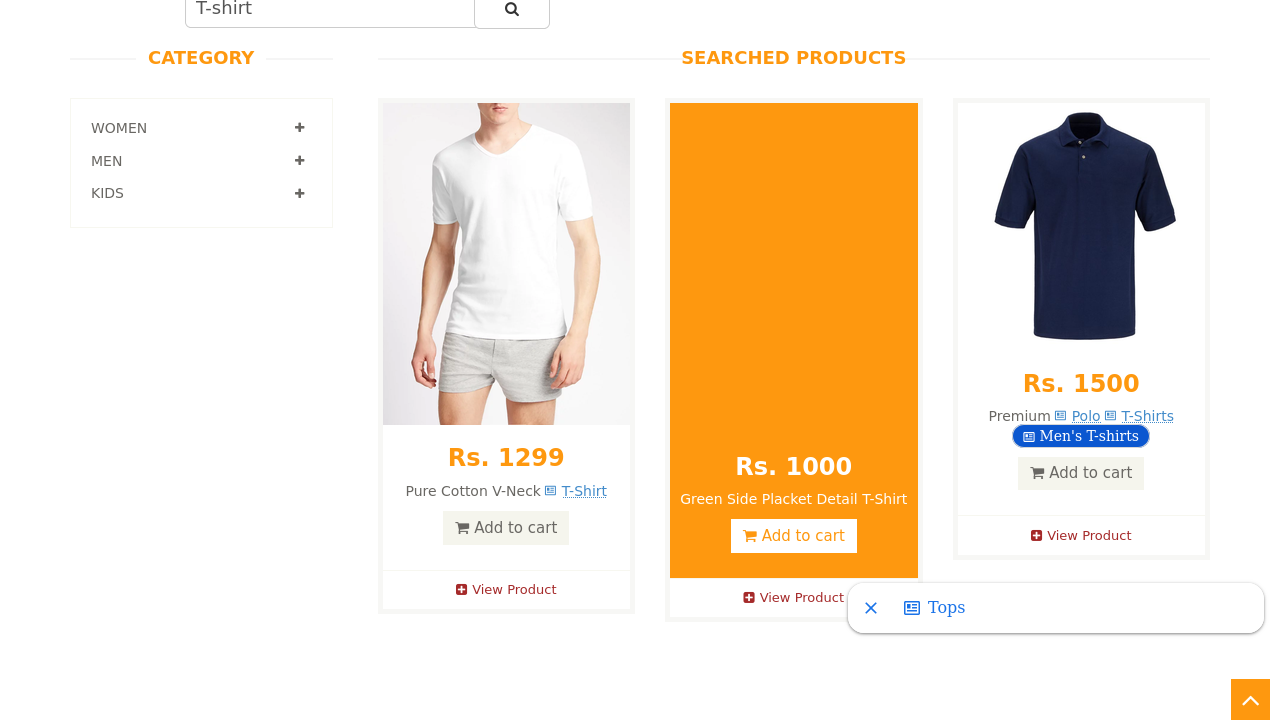 T-shirt
CATEGORY
WOMEN
MEN
KIDS
SEARCHED PRODUCTS
Rs. 1299
Pure Cotton V-Neck T-Shirt
Add to cart
View Product
Rs. 1000
Green Side Placket Detail T-Shirt
Add to cart
View Product
Rs. 1500
Premium Polo T-Shirts
Men's T-shirts
Add to cart
View Product
Tops